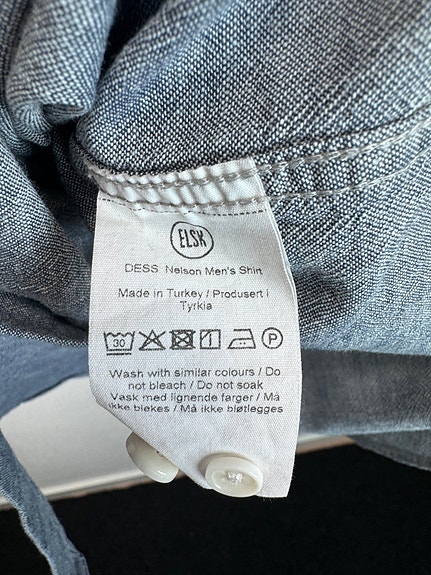 ELSK
DESS Nelson Men's Shirt
Made in Turkey / Produsert i
Tyrkia
30 P
Wash with similar colours / Do
not bleach / Do not soak
Vask med lignende farger / Må
ikke blekes / Må ikke bløtlegges